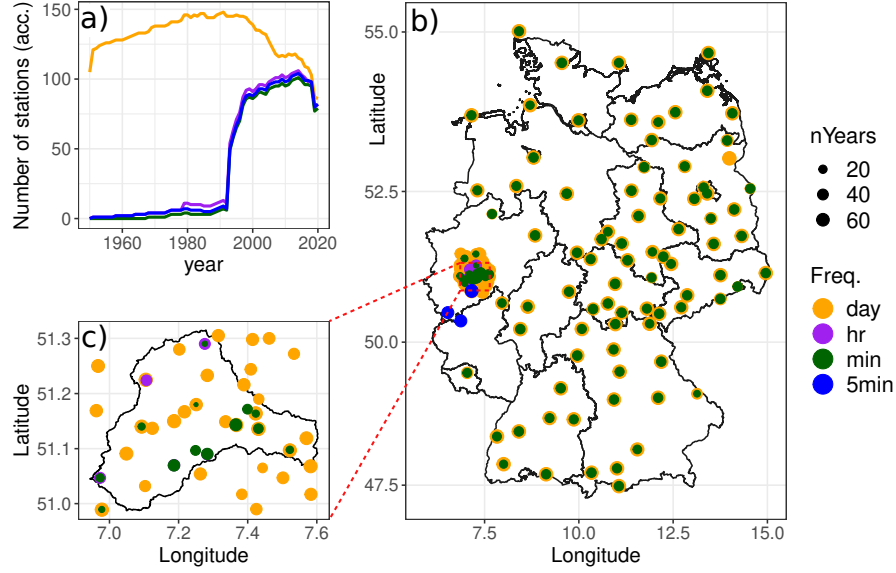 a)
Number of stations (acc.)
150
100
50
0
1960
1980
2000
2020
year
b)
Latitude
55.0
52.5
50.0
47.5
7.5
10.0
12.5
15.0
Longitude
c)
Latitude
51.3
51.2
51.1
51.0
7.0
7.2
7.4
7.6
Longitude
nYears
20
40
60
Freq.
day
hr
min
5min